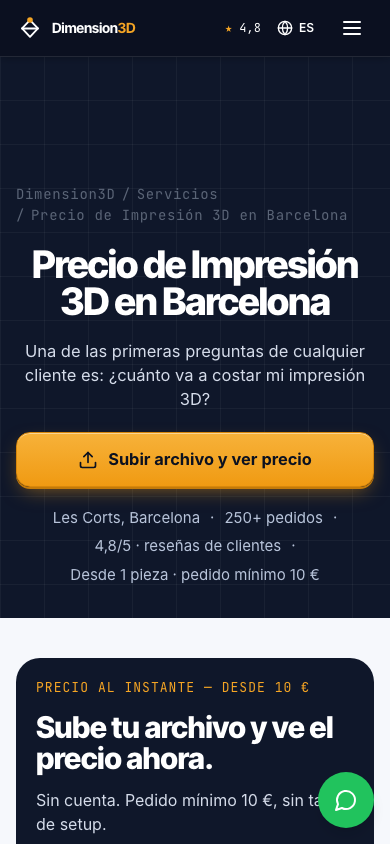 Dimension3D
★ 4,8
ES
Dimension3D / Servicios
/ Precio de Impresión 3D en Barcelona
Precio de Impresión
3D en Barcelona
Una de las primeras preguntas de cualquier
cliente es: ¿cuánto va a costar mi impresión
3D?
Subir archivo y ver precio
Les Corts, Barcelona · 250+ pedidos ·
4,8/5 · reseñas de clientes ·
Desde 1 pieza · pedido mínimo 10 €
PRECIO AL INSTANTE — DESDE 10 €
Sube tu archivo y ve el
precio ahora.
Sin cuenta. Pedido mínimo 10 €, sin
de setup.